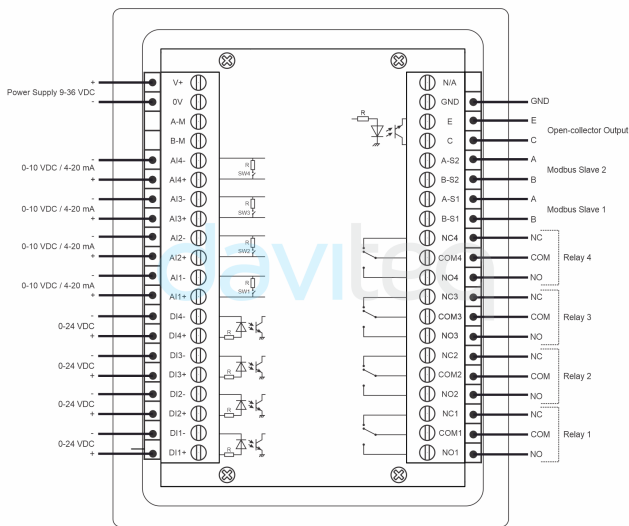 + V+ N/A
Power Supply 9-36 VDC
- 0V GND GND
A-M R E E
Open-collector Output
B-M C C
- AI4- A-S2 A
0-10 VDC / 4-20 mA R Modbus Slave 2
+ AI4+ SW4 B-S2 B
- AI3- A-S1 A
0-10 VDC / 4-20 mA R Modbus Slave 1
+ AI3+ SW3 B-S1 B
- AI2- NC4 NC
0-10 VDC / 4-20 mA R
+ AI2+ SW2 COM4 COM Relay 4
- AI1- NO4 NO
0-10 VDC / 4-20 mA R
+ AI1+ SW1 NC3 NC
- DI4- COM3 COM Relay 3
0-24 VDC
+ DI4+ R NO3 NO
- DI3- NC2 NC
0-24 VDC
+ DI3+ R COM2 COM Relay 2
- DI2- NO2 NO
0-24 VDC
+ DI2+ R NC1 NC
- DI1- COM1 COM Relay 1
0-24 VDC
+ DI1+ R NO1 NO
daviteq